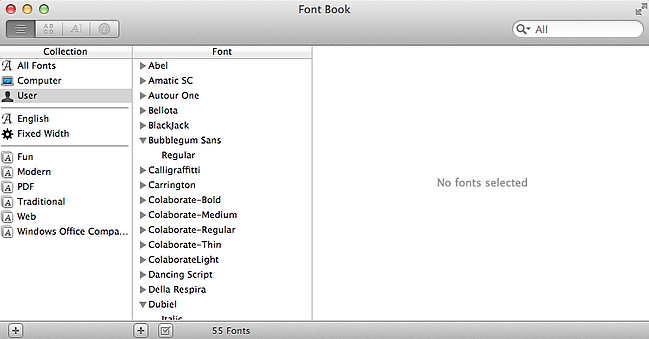 Font Book
All
Collection
All Fonts
Computer
User
English
Fixed Width
Fun
Modern
PDF
Traditional
Web
Windows Office Compa...
Font
Abel
Amatic SC
Autour One
Bellota
BlackJack
Bubblegum Sans
Regular
Calligraffitti
Carrington
Colaborate-Bold
Colaborate-Medium
Colaborate-Regular
Colaborate-Thin
ColaborateLight
Dancing Script
Della Respira
Dubiel
Italic
No fonts selected
55 Fonts